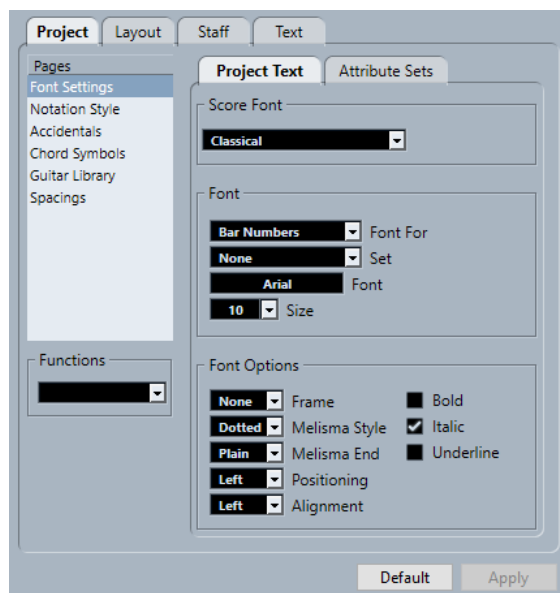 Project Layout Staff Text
Pages
Font Settings
Notation Style
Accidentals
Chord Symbols
Guitar Library
Spacings
Functions
Project Text Attribute Sets
Score Font
Classical
Font
Bar Numbers Font For
None Set
Arial Font
10 Size
Font Options
None Frame Bold
Dotted Melisma Style Italic
Plain Melisma End Underline
Left Positioning
Left Alignment
Default Apply